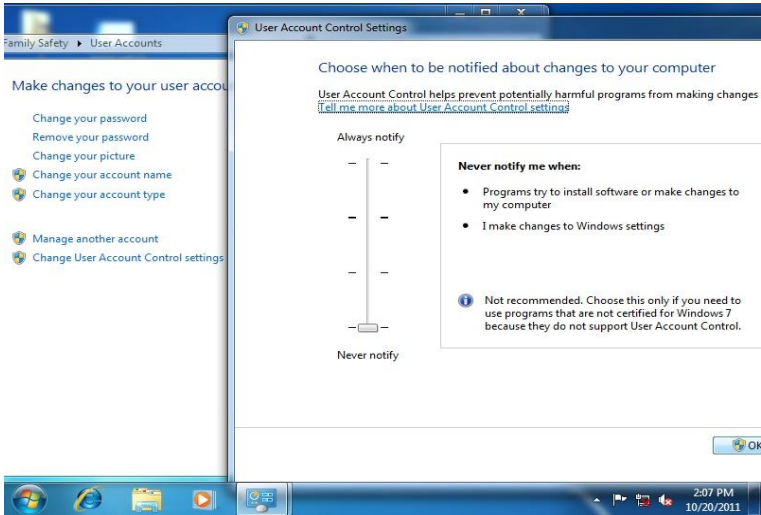 Family Safety ▸ User Accounts
Make changes to your user accou
Change your password
Remove your password
Change your picture
Change your account name
Change your account type
Manage another account
Change User Account Control settings
User Account Control Settings
Choose when to be notified about changes to your computer
User Account Control helps prevent potentially harmful programs from making changes
Tell me more about User Account Control settings
Always notify
Never notify
Never notify me when:
• Programs try to install software or make changes to
my computer
• I make changes to Windows settings
Not recommended. Choose this only if you need to
use programs that are not certified for Windows 7
because they do not support User Account Control.
OK
2:07 PM
10/20/2011